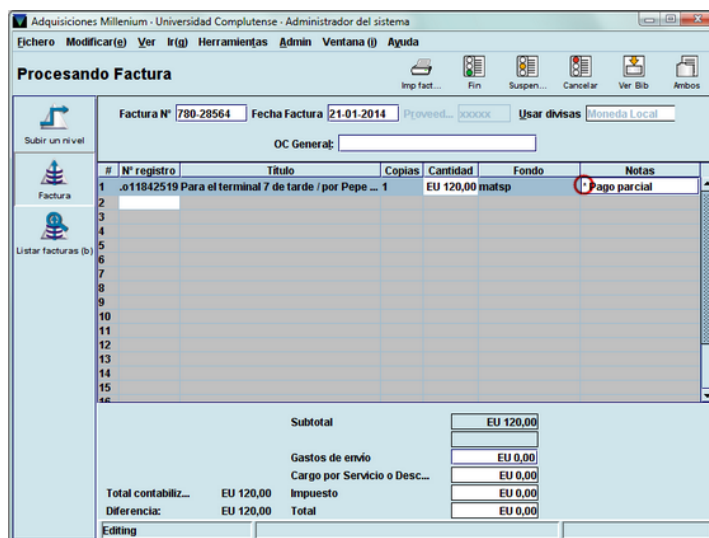 Adquisiciones Millenium · Universidad Complutense · Administrador del sistema
Fichero Modificar(e) Ver Ir(g) Herramientas Admin Ventana (i) Ayuda
Procesando Factura
Imp fact... Fin Suspen... Cancelar Ver Bib Ambos
Subir un nivel
Factura Nº 780-28564 Fecha Factura 21-01-2014 Proveed... xxxxx Usar divisas Moneda Local
OC General:
Factura
Listar facturas (b)
# Nº registro Título Copias Cantidad Fondo Notas
1 .o11842519 Para el terminal 7 de tarde / por Pepe ... 1 EU 120,00 matsp * Pago parcial
2
3
4
5
6
7
8
9
10
11
12
13
14
15
16
Subtotal EU 120,00
Gastos de envío EU 0,00
Cargo por Servicio o Desc... EU 0,00
Total contabiliz... EU 120,00 Impuesto EU 0,00
Diferencia: EU 120,00 Total EU 0,00
Editing